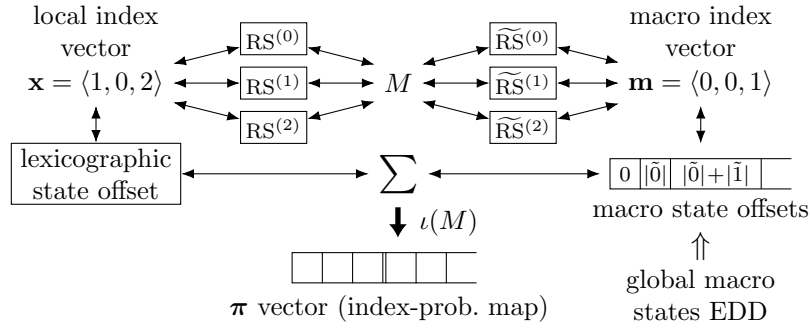 local index
vector
x = ⟨1, 0, 2⟩
RS⁽⁰⁾
RS⁽¹⁾
RS⁽²⁾
M
R͠S⁽⁰⁾
R͠S⁽¹⁾
R͠S⁽²⁾
macro index
vector
m = ⟨0, 0, 1⟩
lexicographic
state offset
∑
0 |0̃| |0̃|+|1̃|
macro state offsets
ι(M)
π vector (index-prob. map)
⇑
global macro
states EDD